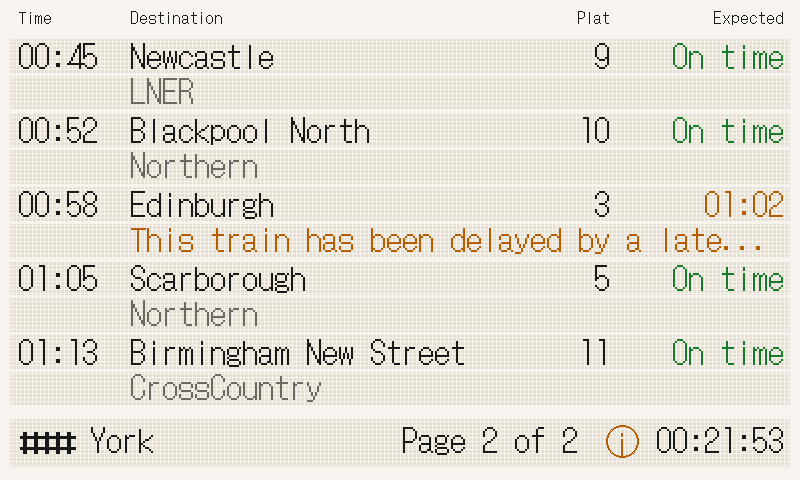 Time Destination Plat Expected
00:45 Newcastle 9 On time
LNER
00:52 Blackpool North 10 On time
Northern
00:58 Edinburgh 3 01:02
This train has been delayed by a late...
01:05 Scarborough 5 On time
Northern
01:13 Birmingham New Street 11 On time
CrossCountry
York Page 2 of 2 i 00:21:53